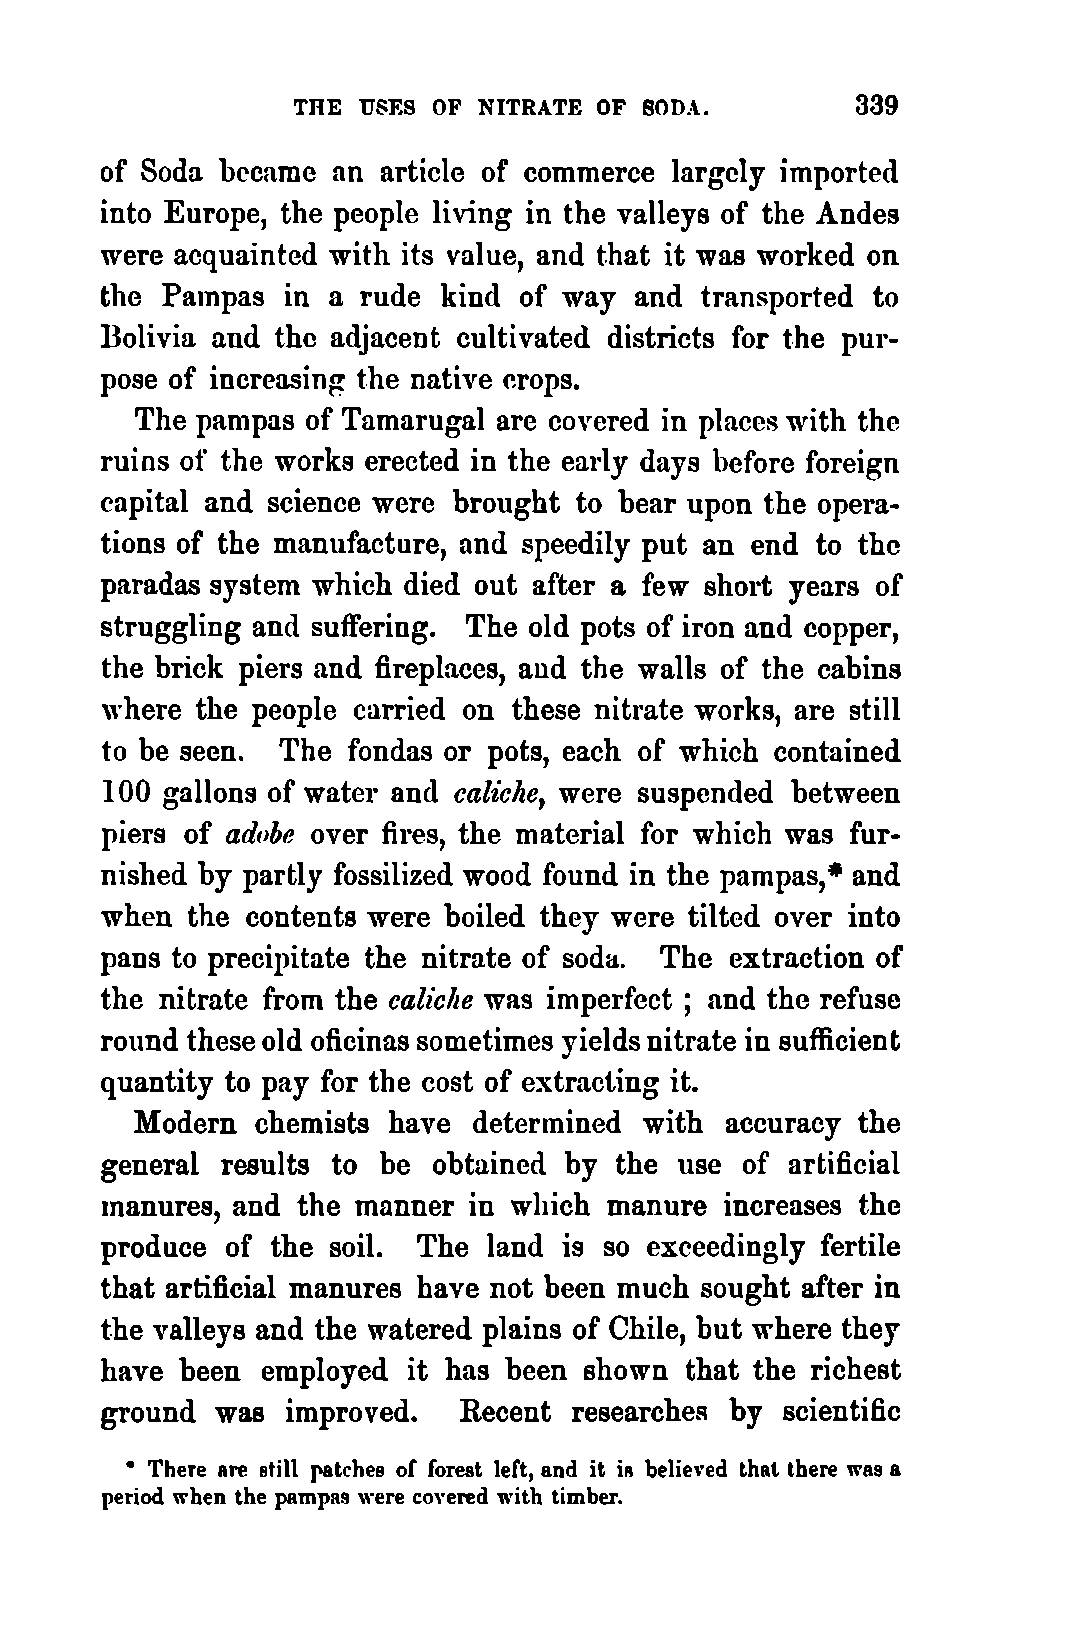 THE USES OF NITRATE OF SODA. 339
of Soda became an article of commerce largely imported
into Europe, the people living in the valleys of the Andes
were acquainted with its value, and that it was worked on
the Pampas in a rude kind of way and transported to
Bolivia and the adjacent cultivated districts for the pur-
pose of increasing the native crops.
The pampas of Tamarugal are covered in places with the
ruins of the works erected in the early days before foreign
capital and science were brought to bear upon the opera-
tions of the manufacture, and speedily put an end to the
paradas system which died out after a few short years of
struggling and suffering. The old pots of iron and copper,
the brick piers and fireplaces, and the walls of the cabins
where the people carried on these nitrate works, are still
to be seen. The fondas or pots, each of which contained
100 gallons of water and caliche, were suspended between
piers of adobe over fires, the material for which was fur-
nished by partly fossilized wood found in the pampas,* and
when the contents were boiled they were tilted over into
pans to precipitate the nitrate of soda. The extraction of
the nitrate from the caliche was imperfect ; and the refuse
round these old oficinas sometimes yields nitrate in sufficient
quantity to pay for the cost of extracting it.
Modern chemists have determined with accuracy the
general results to be obtained by the use of artificial
manures, and the manner in which manure increases the
produce of the soil. The land is so exceedingly fertile
that artificial manures have not been much sought after in
the valleys and the watered plains of Chile, but where they
have been employed it has been shown that the richest
ground was improved. Recent researches by scientific
* There are still patches of forest left, and it is believed that there was a
period when the pampas were covered with timber.